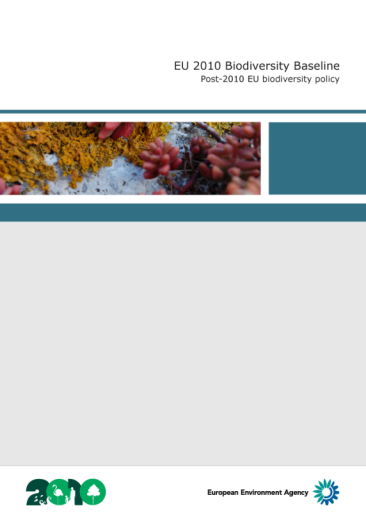 EU 2010 Biodiversity Baseline
Post-2010 EU biodiversity policy
2010
European Environment Agency